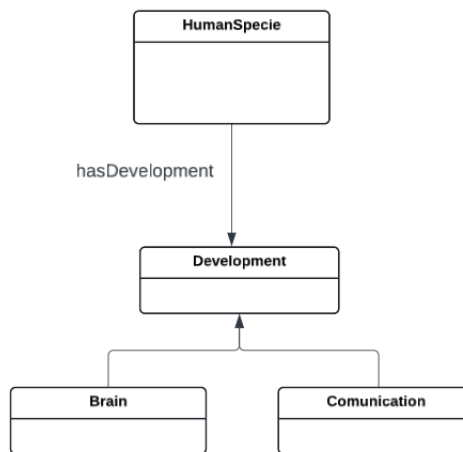 HumanSpecie
hasDevelopment
Development
Brain
Comunication